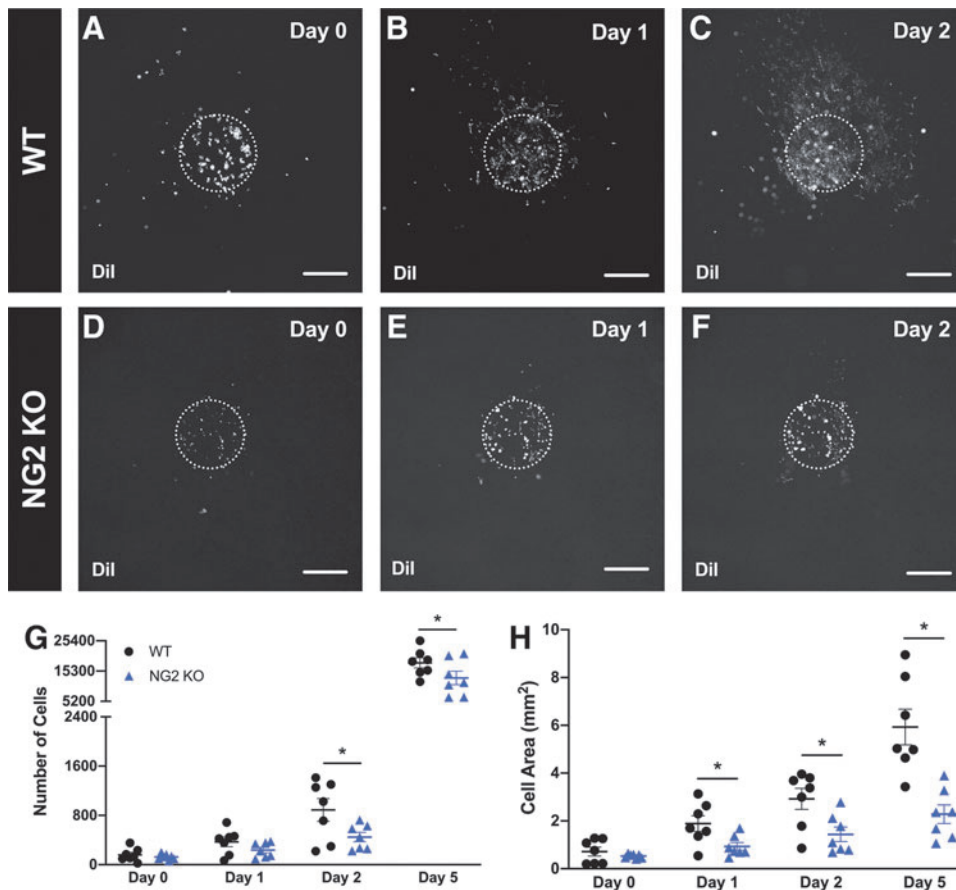 WT
A Day 0
DiI
B Day 1
DiI
C Day 2
DiI
NG2 KO
D Day 0
DiI
E Day 1
DiI
F Day 2
DiI
G
Number of Cells
25400
15300
5200
2400
1600
800
0
WT
NG2 KO
*
*
Day 0 Day 1 Day 2 Day 5
H
Cell Area (mm²)
10
8
6
4
2
0
*
*
*
Day 0 Day 1 Day 2 Day 5